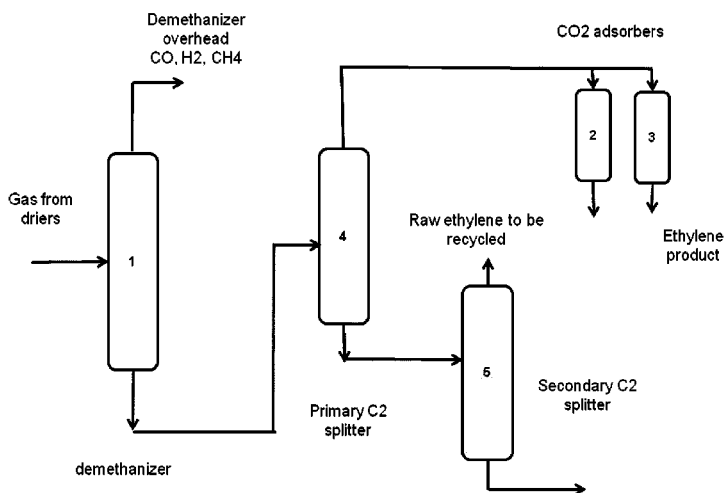 Demethanizer
overhead
CO, H2, CH4
CO2 adsorbers
2
3
Gas from
driers
1
4
Raw ethylene to be
recycled
Ethylene
product
5
Primary C2
splitter
Secondary C2
splitter
demethanizer